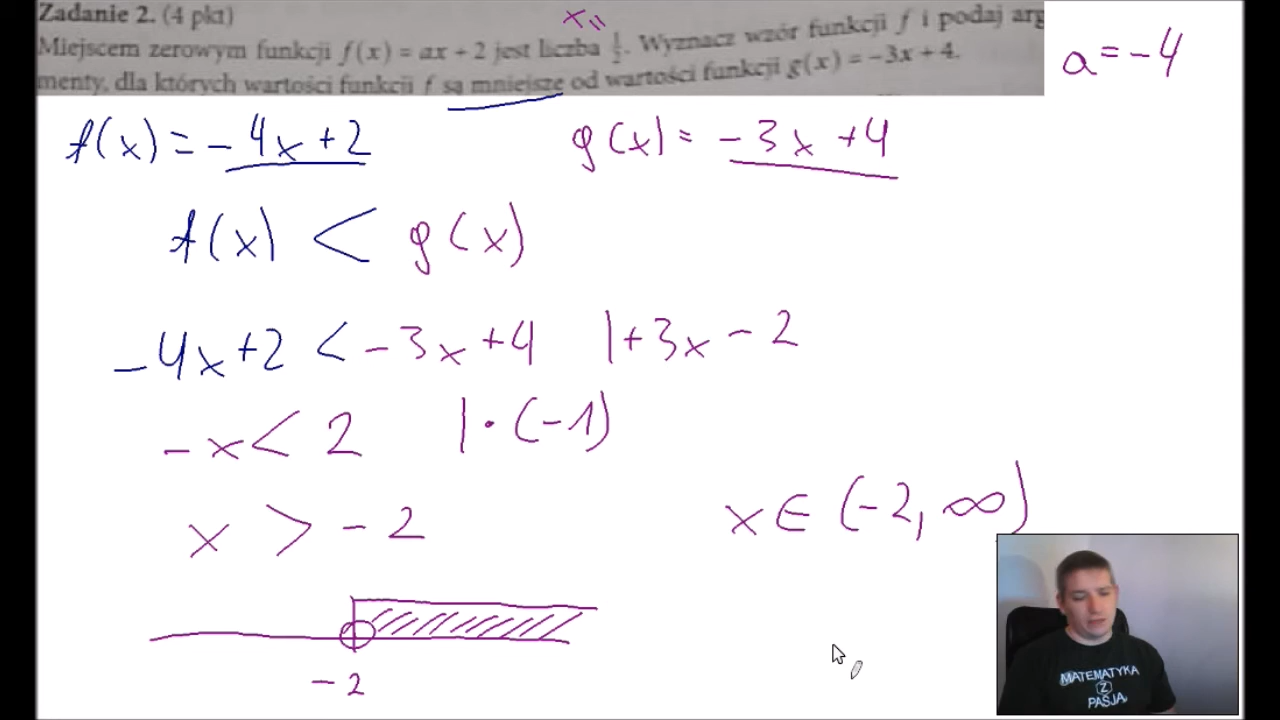 Zadanie 2. (4 pkt)
x₁₁
Miejscem zerowym funkcji f(x) = ax + 2 jest liczba 1/2. Wyznacz wzór funkcji f i podaj arg
menty, dla których wartości funkcji f są mniejsze od wartości funkcji g(x) = −3x + 4.
a = −4
f(x) = −4x + 2
g(x) = −3x + 4
f(x) < g(x)
−4x + 2 < −3x + 4 | +3x − 2
−x < 2 | · (−1)
x > −2
x ∈ (−2, ∞)
−2
MATEMATYKA
Z
PASJĄ